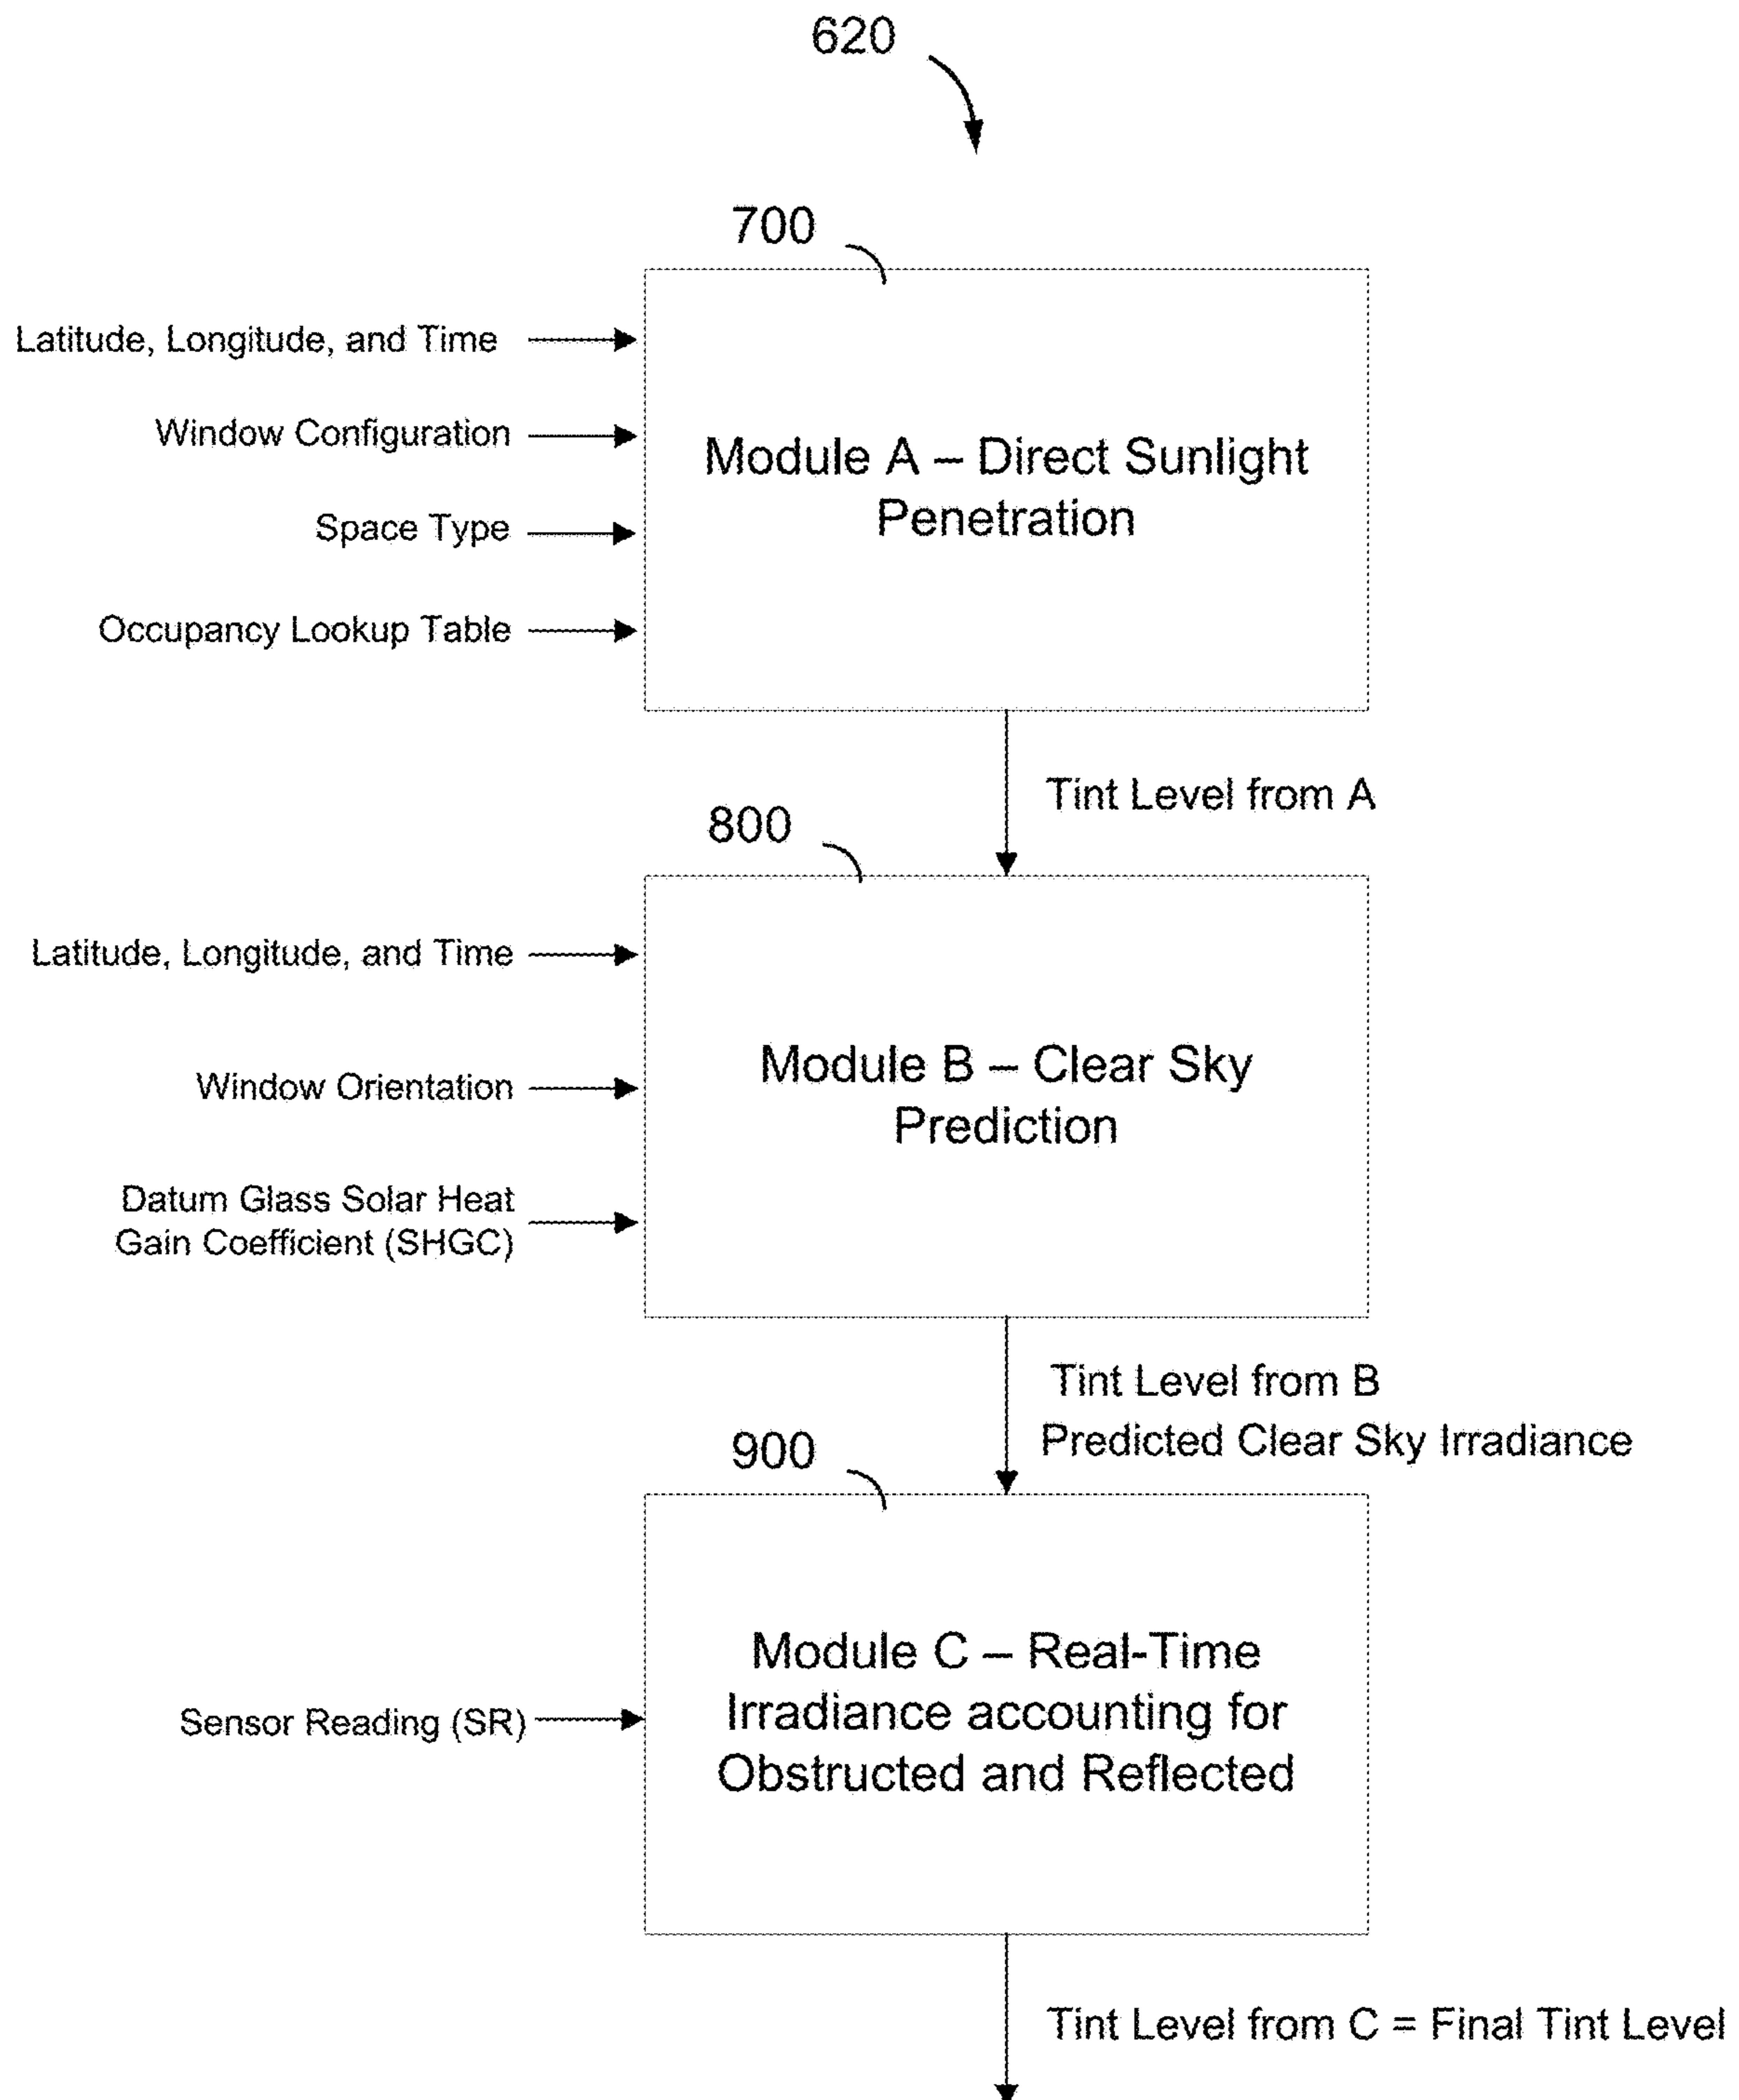 620
700
Latitude, Longitude, and Time
Window Configuration
Space Type
Occupancy Lookup Table
Module A – Direct Sunlight
Penetration
Tint Level from A
800
Latitude, Longitude, and Time
Window Orientation
Datum Glass Solar Heat
Gain Coefficient (SHGC)
Module B – Clear Sky
Prediction
Tint Level from B
Predicted Clear Sky Irradiance
900
Sensor Reading (SR)
Module C – Real-Time
Irradiance accounting for
Obstructed and Reflected
Tint Level from C = Final Tint Level